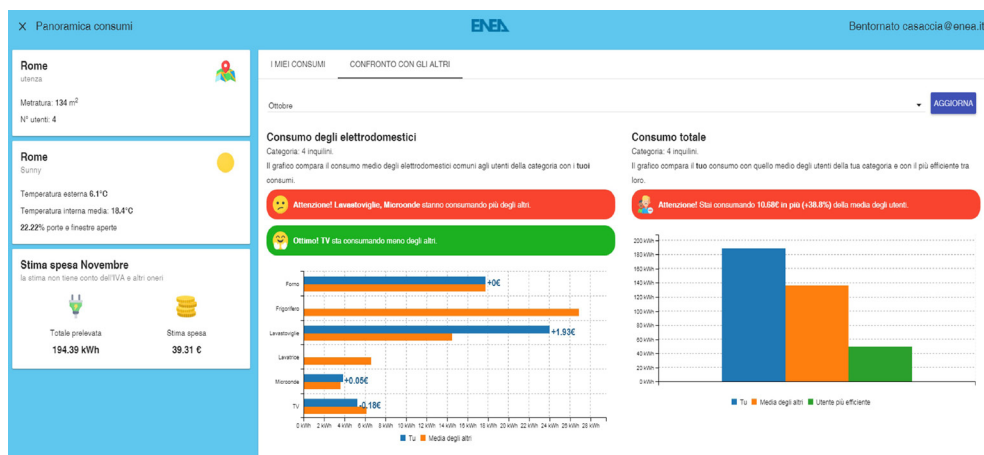 × Panoramica consumi
ENEA
Bentornato casaccia@enea.it
Rome
utenza
Metratura: 134 m²
N° utenti: 4
Rome
Sunny
Temperatura esterna 6.1°C
Temperatura interna media: 18.4°C
22.22% porte e finestre aperte
Stima spesa Novembre
la stima non tiene conto dell'IVA e altri oneri
Totale prelevata
194.39 kWh
Stima spesa
39.31 €
I MIEI CONSUMI
CONFRONTO CON GLI ALTRI
Ottobre
AGGIORNA
Consumo degli elettrodomestici
Categoria: 4 inquilini.
Il grafico compara il consumo medio degli elettrodomestici comuni agli utenti della categoria con i tuoi
consumi.
Attenzione! Lavastoviglie, Microonde stanno consumando più degli altri.
Ottimo! TV sta consumando meno degli altri.
Forno
+0€
Frigorifero
Lavastoviglie
+1.93€
Lavatrice
Microonde
+0.05€
TV
-0.18€
0 kWh 2 kWh 4 kWh 6 kWh 8 kWh 10 kWh 12 kWh 14 kWh 16 kWh 18 kWh 20 kWh 22 kWh 24 kWh 26 kWh 28 kWh
Tu Media degli altri
Consumo totale
Categoria: 4 inquilini.
Il grafico compara il tuo consumo con quello medio degli utenti della tua categoria e con il più efficiente tra
loro.
Attenzione! Stai consumando 10.68€ in più (+38.8%) della media degli utenti.
200 kWh
180 kWh
160 kWh
140 kWh
120 kWh
100 kWh
80 kWh
60 kWh
40 kWh
20 kWh
0 kWh
Tu Media degli altri Utente più efficiente